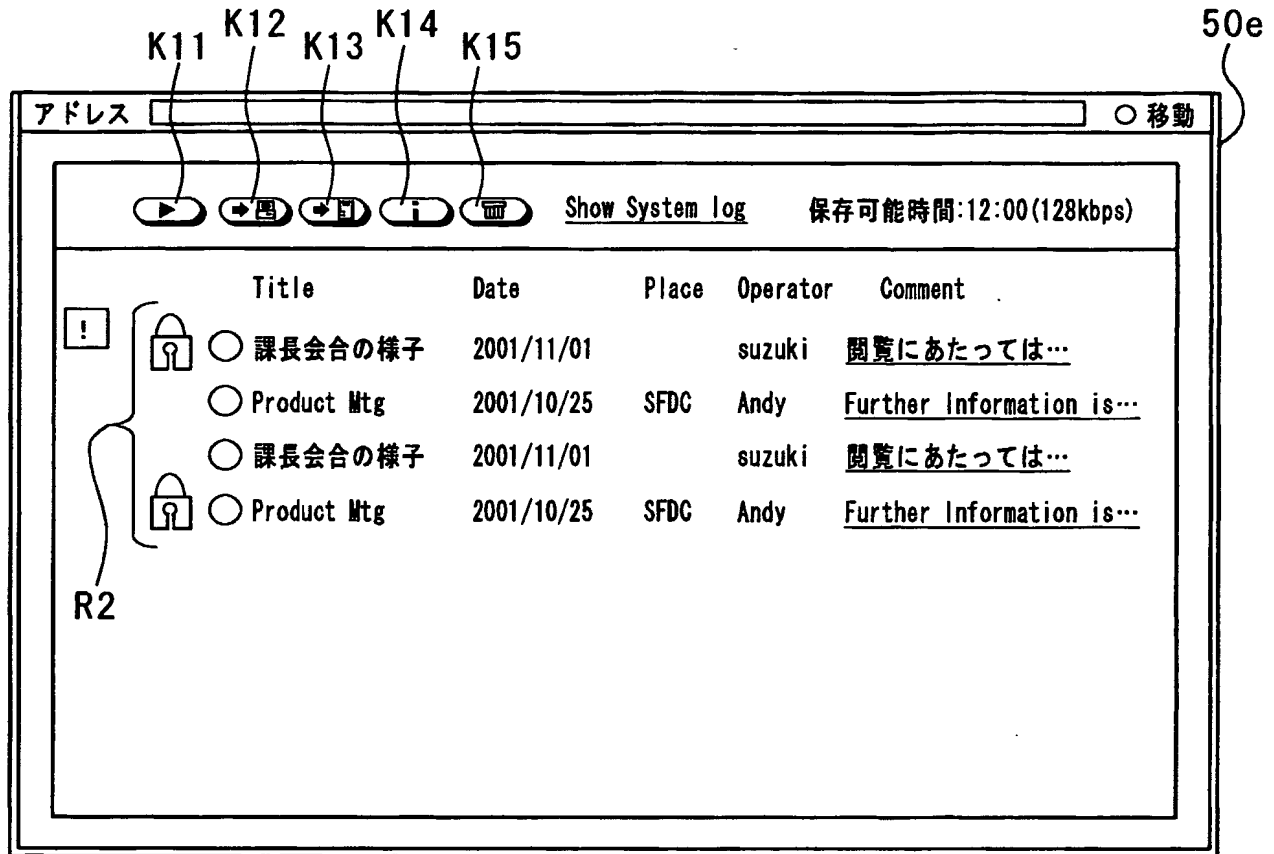 K11 K12 K13 K14 K15 50e
アドレス ○ 移動
i Show System log 保存可能時間:12:00(128kbps)
Title Date Place Operator Comment
!
課長会合の様子 2001/11/01 suzuki 閲覧にあたっては…
Product Mtg 2001/10/25 SFDC Andy Further Information is…
課長会合の様子 2001/11/01 suzuki 閲覧にあたっては…
Product Mtg 2001/10/25 SFDC Andy Further Information is…
R2